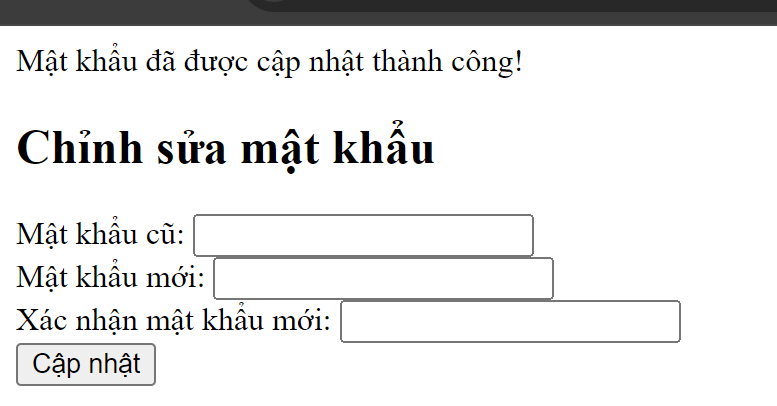 Mật khẩu đã được cập nhật thành công!
Chỉnh sửa mật khẩu
Mật khẩu cũ:
Mật khẩu mới:
Xác nhận mật khẩu mới:
Cập nhật